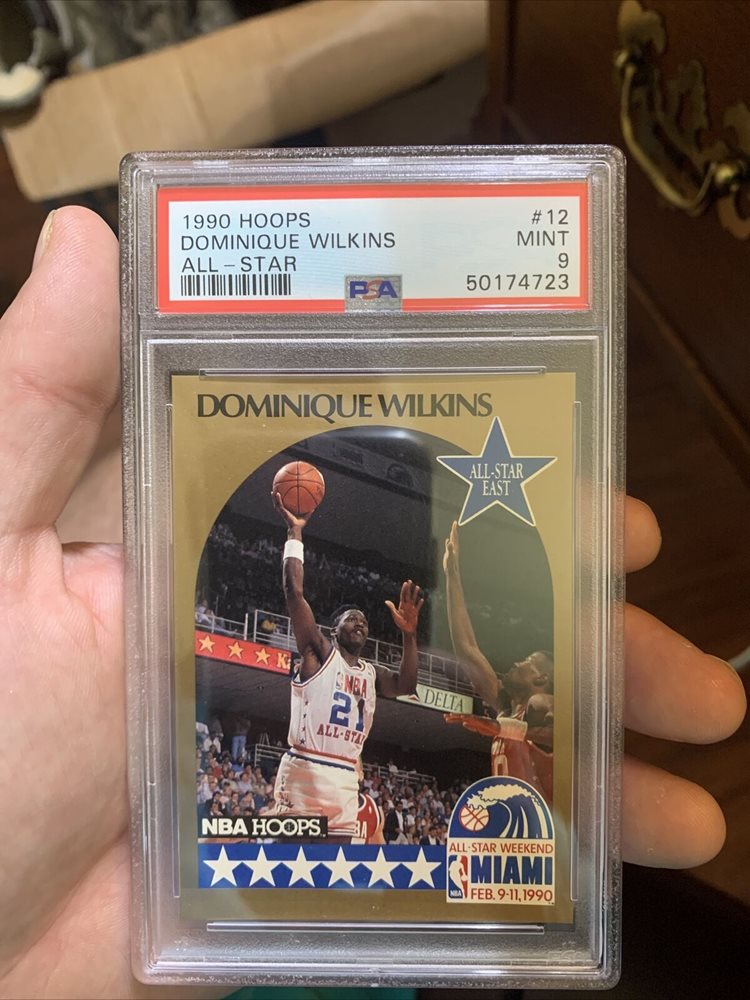 1990 HOOPS #12
DOMINIQUE WILKINS MINT
ALL-STAR 9
PSA 50174723
DOMINIQUE WILKINS
ALL-STAR
EAST
DELTA
NBA
21
ALL-STAR
NBA HOOPS
ALL-STAR WEEKEND
MIAMI
NBA FEB. 9-11, 1990